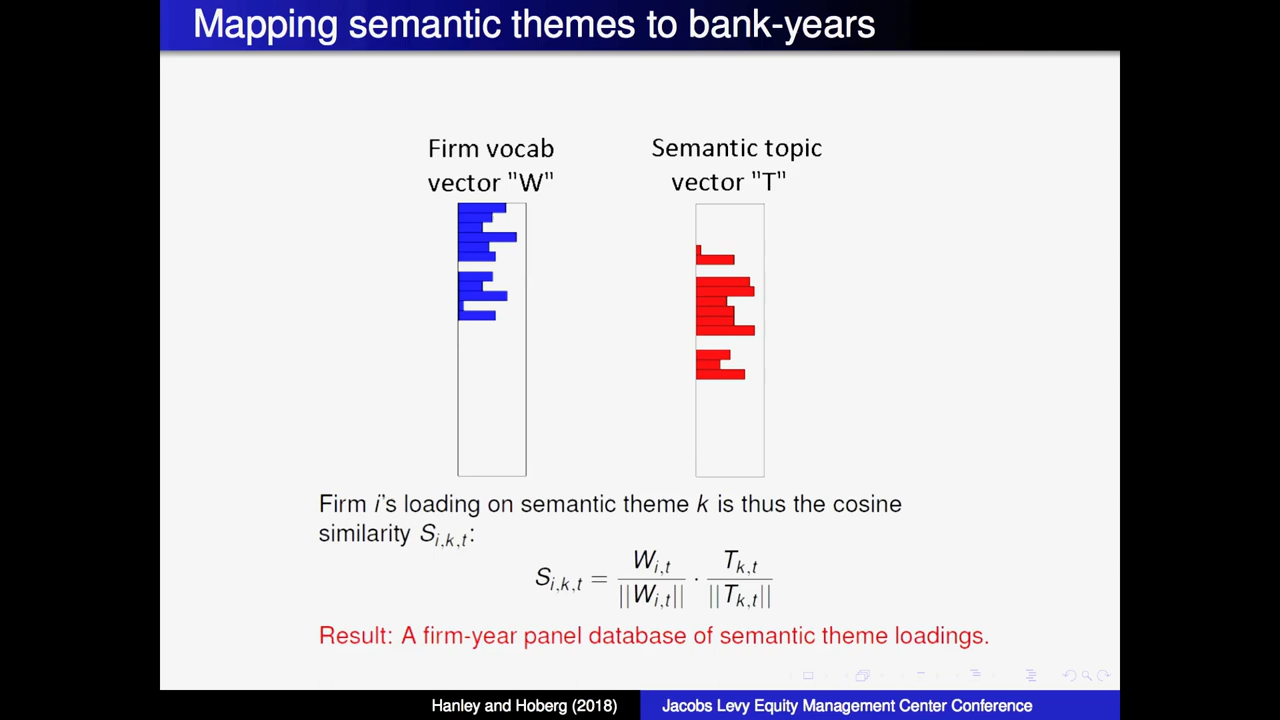 Mapping semantic themes to bank-years
Firm vocab
vector "W"
Semantic topic
vector "T"
Firm i's loading on semantic theme k is thus the cosine
similarity S_{i,k,t}:
S_{i,k,t} = W_{i,t} / ||W_{i,t}|| · T_{k,t} / ||T_{k,t}||
Result: A firm-year panel database of semantic theme loadings.
Hanley and Hoberg (2018)
Jacobs Levy Equity Management Center Conference